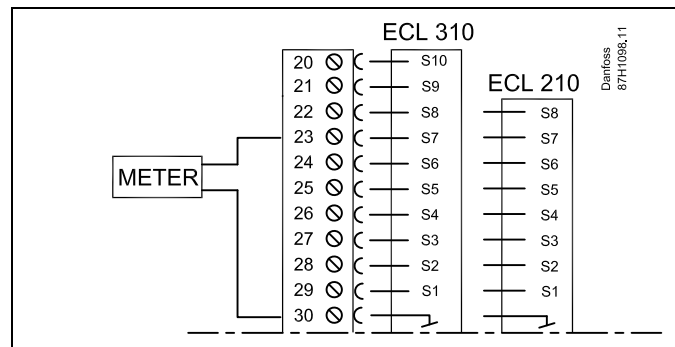 ECL 310
Danfoss
87H1098.11
20 S10
21 S9
ECL 210
22 S8 S8
23 S7 S7
24 S6 S6
METER
25 S5 S5
26 S4 S4
27 S3 S3
28 S2 S2
29 S1 S1
30